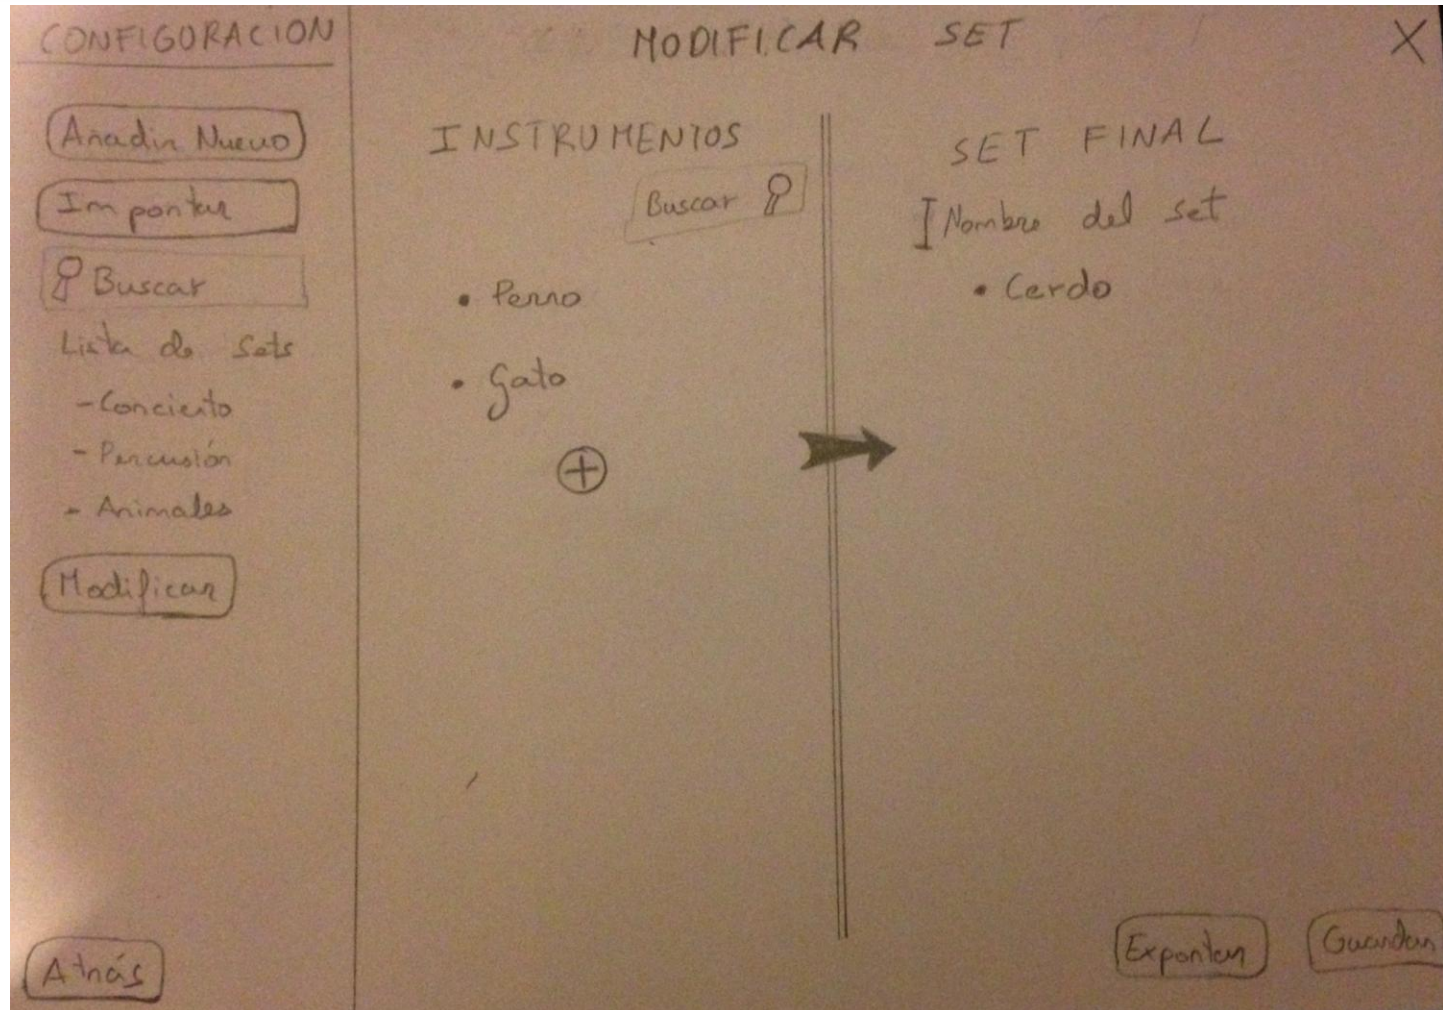 CONFIGURACION
Añadir Nuevo
Importar
Buscar
Lista de Sets
- Concierto
- Percusión
- Animales
Modificar
Atrás
MODIFICAR SET
X
INSTRUMENTOS
Buscar
• Perro
• Gato
SET FINAL
Nombre del set
• Cerdo
Exportar
Guardar